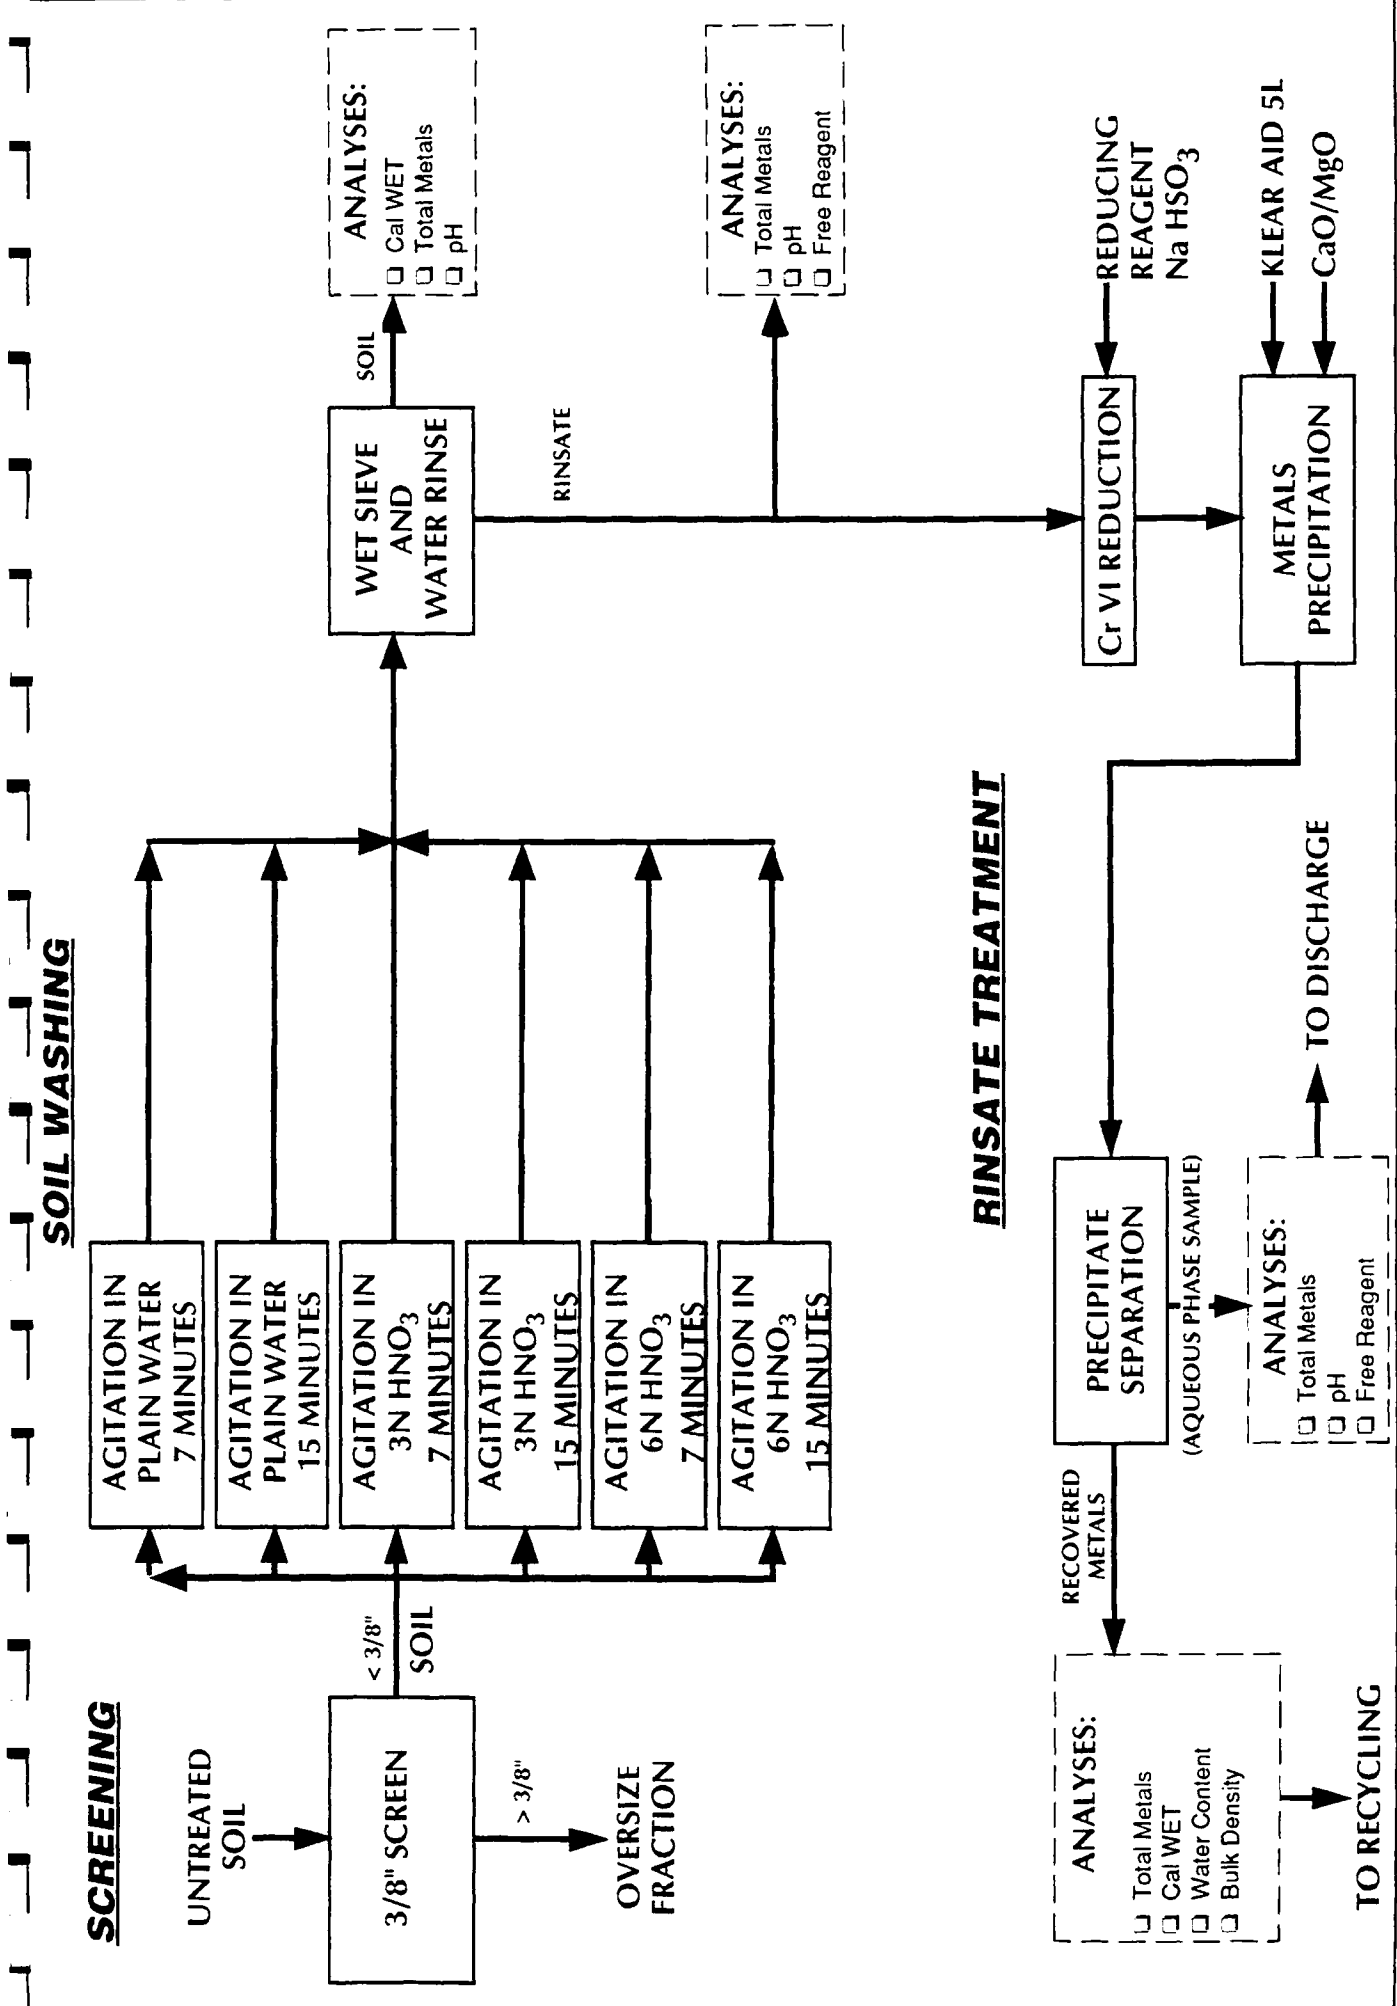 SCREENING
UNTREATED
SOIL
3/8" SCREEN
< 3/8"
SOIL
> 3/8"
OVERSIZE
FRACTION
SOIL WASHING
AGITATION IN
PLAIN WATER
7 MINUTES
AGITATION IN
PLAIN WATER
15 MINUTES
AGITATION IN
3N HNO3
7 MINUTES
AGITATION IN
3N HNO3
15 MINUTES
AGITATION IN
6N HNO3
7 MINUTES
AGITATION IN
6N HNO3
15 MINUTES
WET SIEVE
AND
WATER RINSE
SOIL
ANALYSES:
Cal WET
Total Metals
pH
RINSATE
ANALYSES:
Total Metals
pH
Free Reagent
RINSATE TREATMENT
Cr VI REDUCTION
REDUCING
REAGENT
Na HSO3
METALS
PRECIPITATION
KLEAR AID 5L
CaO/MgO
PRECIPITATE
SEPARATION
(AQUEOUS PHASE SAMPLE)
ANALYSES:
Total Metals
pH
Free Reagent
TO DISCHARGE
RECOVERED
METALS
ANALYSES:
Total Metals
Cal WET
Water Content
Bulk Density
TO RECYCLING